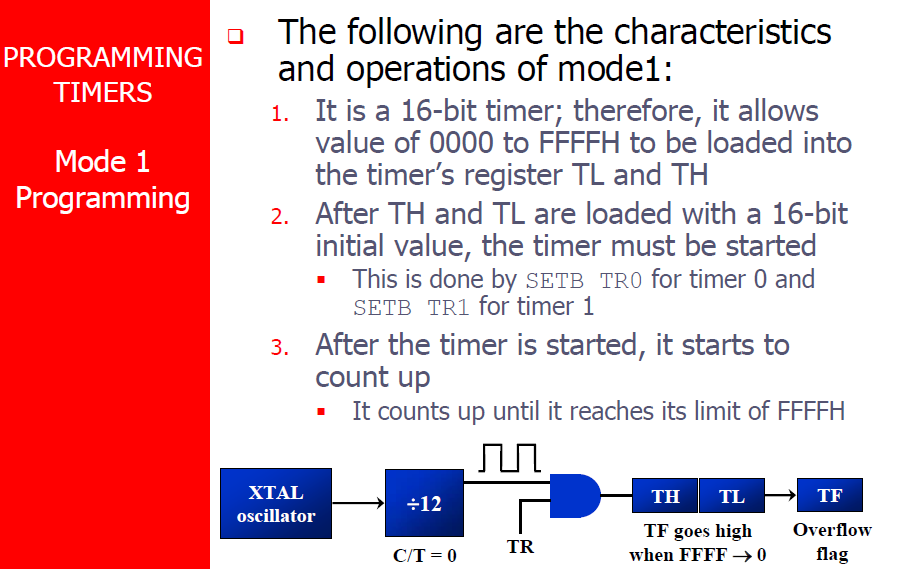 PROGRAMMING
TIMERS
Mode 1
Programming
The following are the characteristics
and operations of mode1:
1. It is a 16-bit timer; therefore, it allows
value of 0000 to FFFFH to be loaded into
the timer’s register TL and TH
2. After TH and TL are loaded with a 16-bit
initial value, the timer must be started
This is done by SETB TR0 for timer 0 and
SETB TR1 for timer 1
3. After the timer is started, it starts to
count up
It counts up until it reaches its limit of FFFFH
XTAL
oscillator
÷12
C/T = 0
TR
TH TL
TF goes high
when FFFF → 0
TF
Overflow
flag